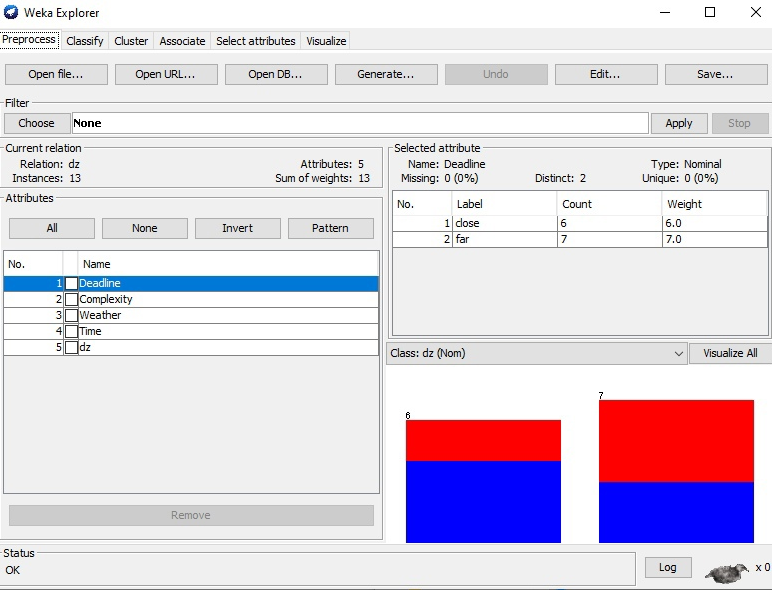 Weka Explorer
Preprocess Classify Cluster Associate Select attributes Visualize
Open file... Open URL... Open DB... Generate... Undo Edit... Save...
Filter
Choose None Apply Stop
Current relation
Relation: dz Attributes: 5
Instances: 13 Sum of weights: 13
Attributes
All None Invert Pattern
No. Name
1 Deadline
2 Complexity
3 Weather
4 Time
5 dz
Remove
Selected attribute
Name: Deadline Type: Nominal
Missing: 0 (0%) Distinct: 2 Unique: 0 (0%)
No. Label Count Weight
1 close 6 6.0
2 far 7 7.0
Class: dz (Nom) Visualize All
6
7
Status
OK
Log x 0